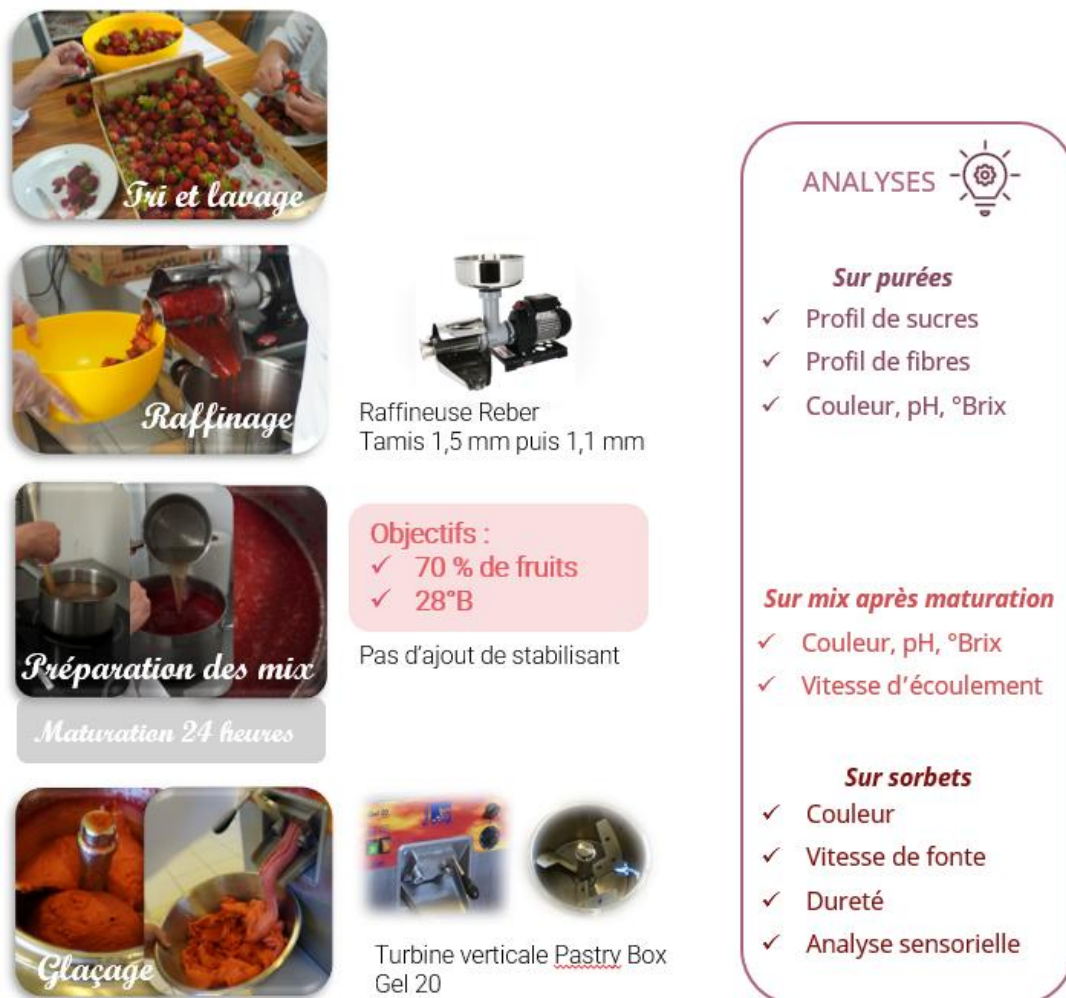 Tri et lavage
Raffinage
Raffineuse Reber
Tamis 1,5 mm puis 1,1 mm
Préparation des mix
Objectifs :
✓ 70 % de fruits
✓ 28°B
Pas d'ajout de stabilisant
Maturation 24 heures
Glaçage
Gel 20
Turbine verticale Pastry Box
Gel 20
ANALYSES
Sur purées
✓ Profil de sucres
✓ Profil de fibres
✓ Couleur, pH, °Brix
Sur mix après maturation
✓ Couleur, pH, °Brix
✓ Vitesse d'écoulement
Sur sorbets
✓ Couleur
✓ Vitesse de fonte
✓ Dureté
✓ Analyse sensorielle